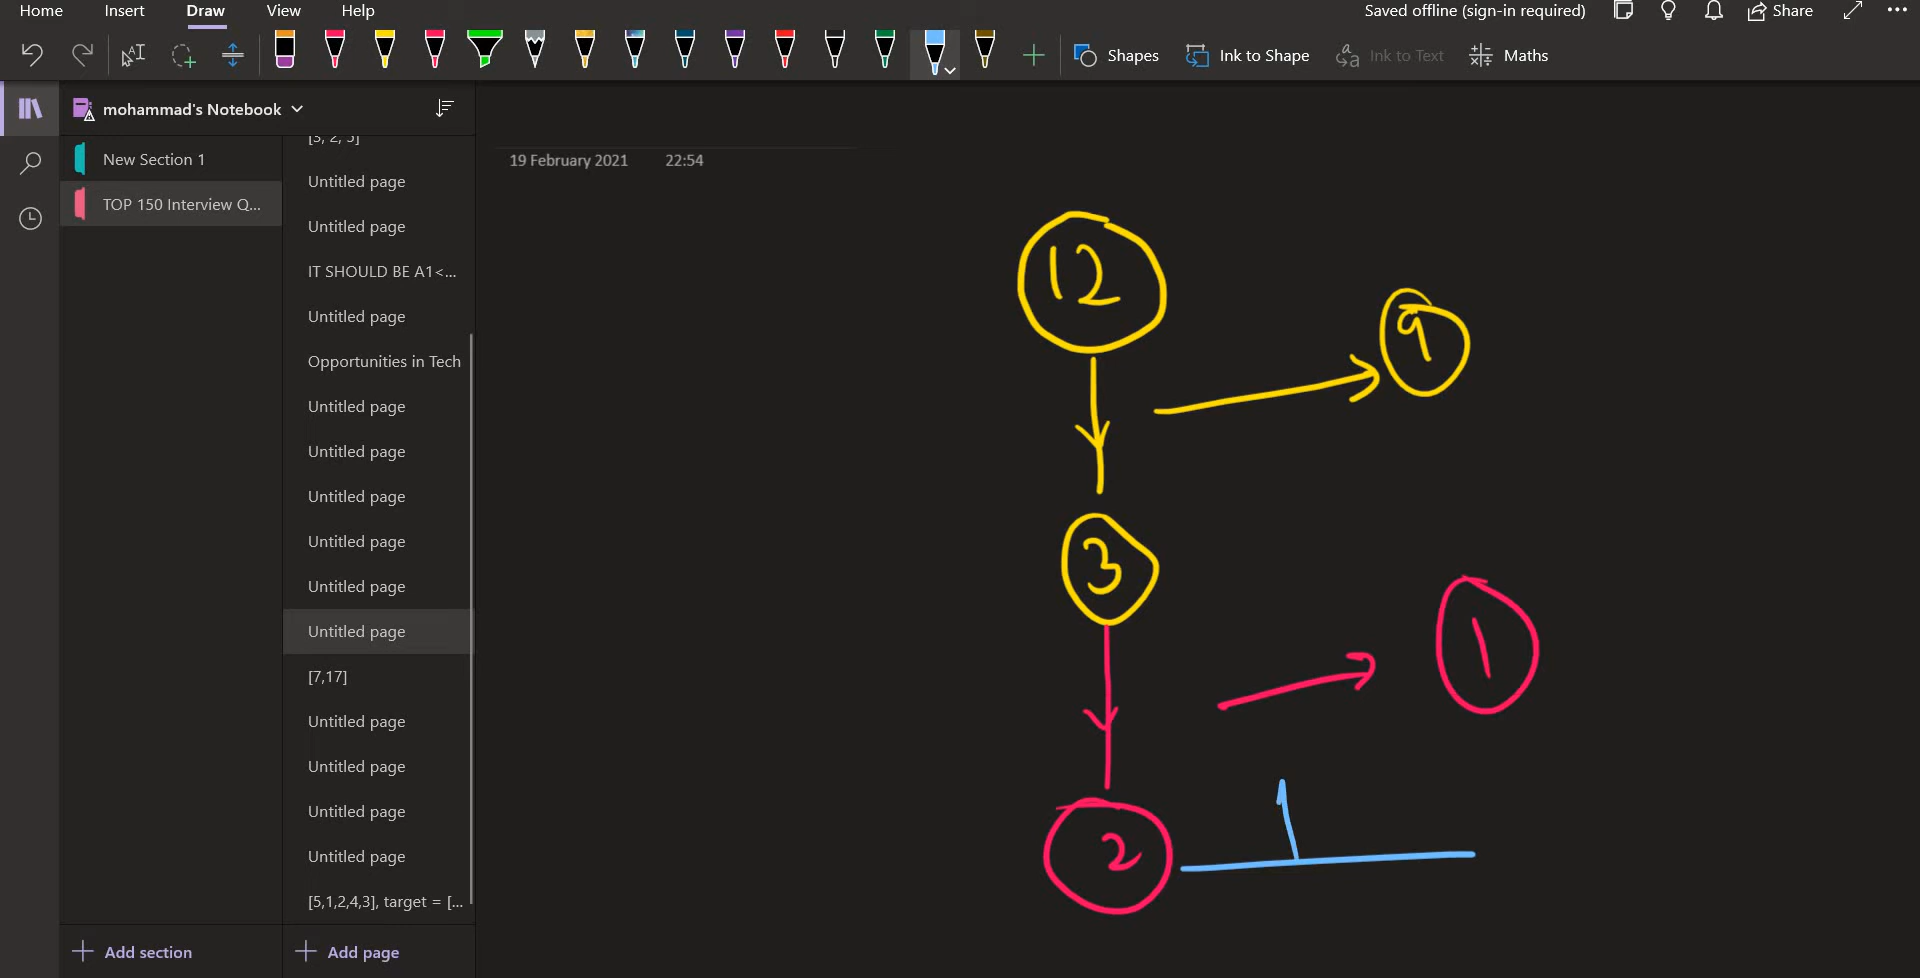 Home Insert Draw View Help Saved offline (sign-in required) Share
Shapes Ink to Shape Ink to Text Maths
mohammad's Notebook
New Section 1
TOP 150 Interview Q...
[3, 2, 5]
Untitled page
Untitled page
IT SHOULD BE A1<...
Untitled page
Opportunities in Tech
Untitled page
Untitled page
Untitled page
Untitled page
Untitled page
Untitled page
[7,17]
Untitled page
Untitled page
Untitled page
Untitled page
[5,1,2,4,3], target = [...
Add section
Add page
19 February 2021 22:54
12
9
3
1
2
1